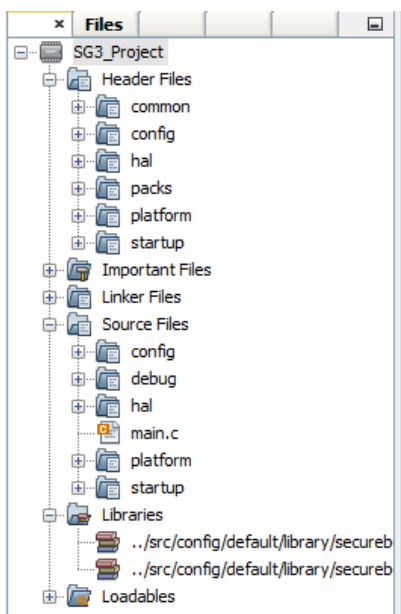 Files
SG3_Project
Header Files
common
config
hal
packs
platform
startup
Important Files
Linker Files
Source Files
config
debug
hal
main.c
platform
startup
Libraries
../src/config/default/library/secureb
../src/config/default/library/secureb
Loadables